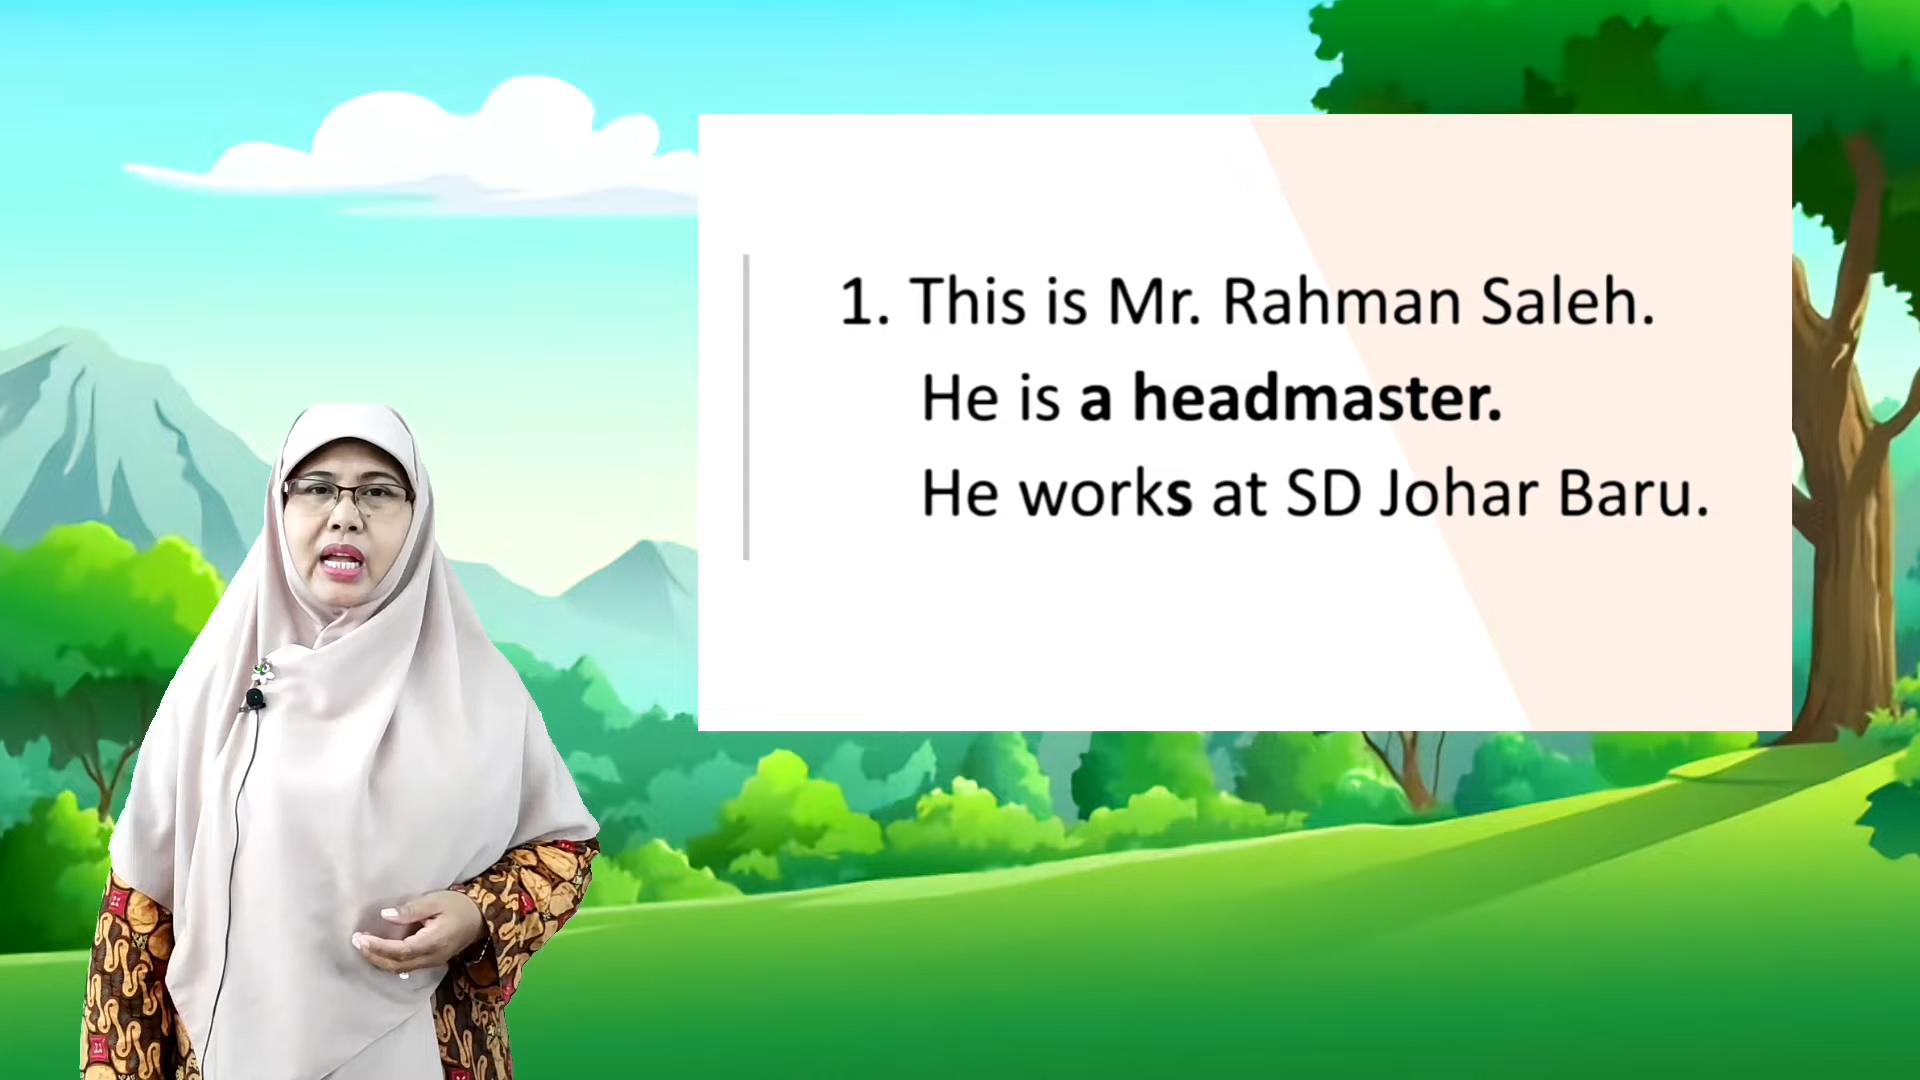 1. This is Mr. Rahman Saleh.
He is a headmaster.
He works at SD Johar Baru.